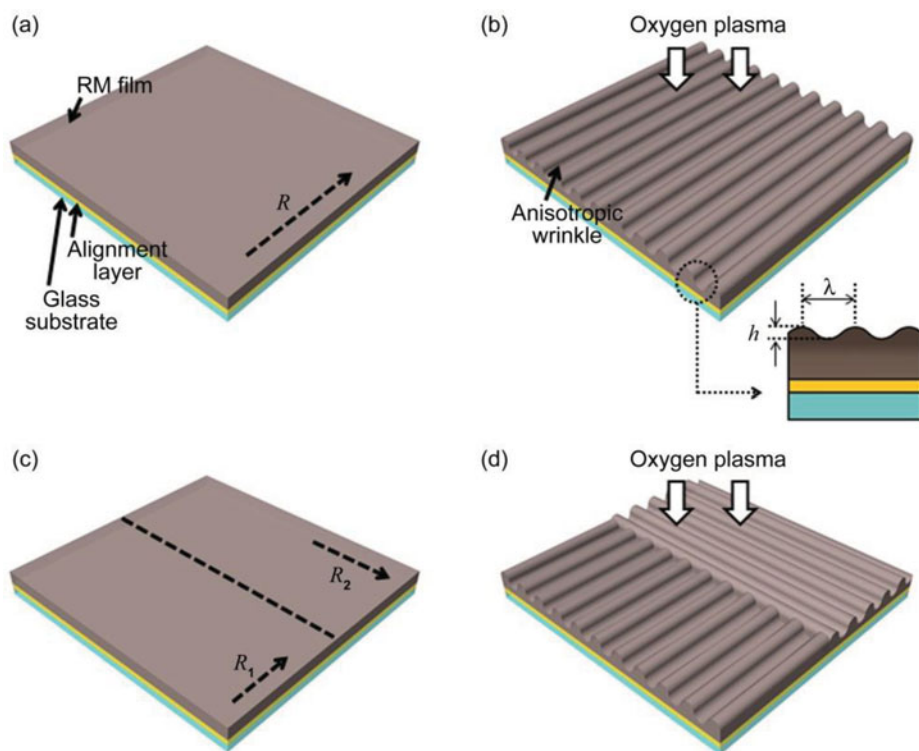 (a)
RM film
R
Alignment
layer
Glass
substrate
(b)
Oxygen plasma
Anisotropic
wrinkle
λ
h
(c)
R2
R1
(d)
Oxygen plasma